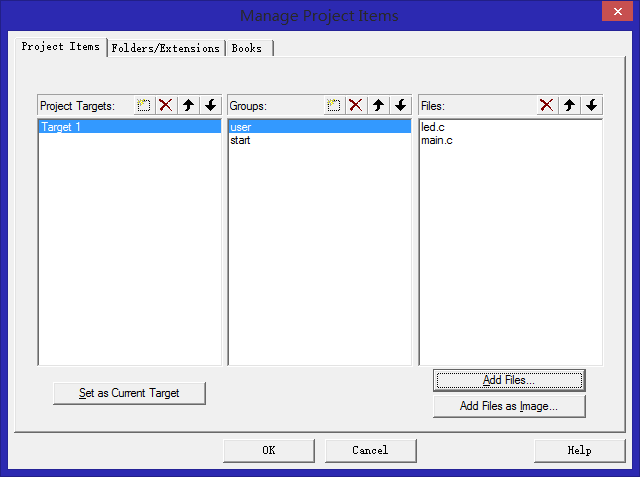 Manage Project Items
Project Items Folders/Extensions Books
Project Targets: Groups: Files:
Target 1 user led.c
start main.c
Add Files...
Set as Current Target
Add Files as Image...
OK Cancel Help